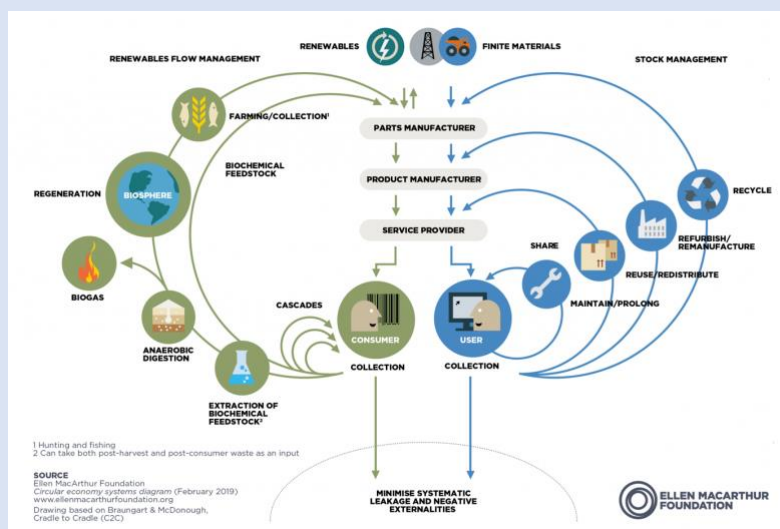 RENEWABLES
FINITE MATERIALS
RENEWABLES FLOW MANAGEMENT
STOCK MANAGEMENT
FARMING/COLLECTION¹
PARTS MANUFACTURER
BIOCHEMICAL
FEEDSTOCK
PRODUCT MANUFACTURER
REGENERATION
BIOSPHERE
RECYCLE
SERVICE PROVIDER
SHARE
REFURBISH/
REMANUFACTURE
REUSE/REDISTRIBUTE
BIOGAS
CASCADES
MAINTAIN/PROLONG
CONSUMER
USER
ANAEROBIC
DIGESTION
COLLECTION
COLLECTION
EXTRACTION OF
BIOCHEMICAL
FEEDSTOCK²
1 Hunting and fishing
2 Can take both post-harvest and post-consumer waste as an input
SOURCE
Ellen MacArthur Foundation
Circular economy systems diagram (February 2019)
www.ellenmacarthurfoundation.org
Drawing based on Braungart & McDonough,
Cradle to Cradle (C2C)
MINIMISE SYSTEMATIC
LEAKAGE AND NEGATIVE
EXTERNALITIES
ELLEN MACARTHUR
FOUNDATION